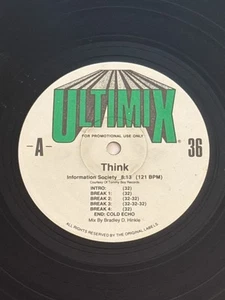 ULTIMIX
®
FOR PROMOTIONAL USE ONLY
-A-
36
Think
Information Society 6:13 (121 BPM)
Courtesy of Tommy Boy Records
INTRO: (32)
BREAK 1: (32)
BREAK 2: (32-32)
BREAK 3: (32-32-32)
BREAK 4: (32)
END: COLD ECHO
Mix By Bradley D. Hinkle
ALL RIGHTS RESERVED BY THE ORIGINAL LABELS